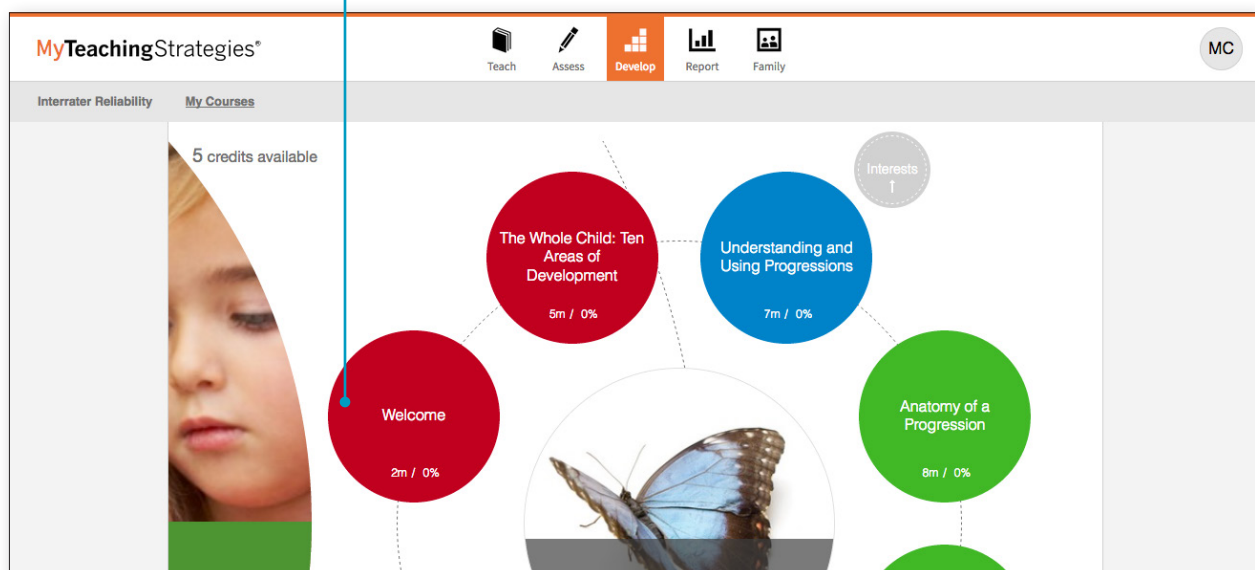 MyTeachingStrategies®
Teach
Assess
Develop
Report
Family
MC
Interrater Reliability
My Courses
5 credits available
Interests
↑
The Whole Child: Ten
Areas of
Development
5m / 0%
Understanding and
Using Progressions
7m / 0%
Welcome
2m / 0%
Anatomy of a
Progression
8m / 0%